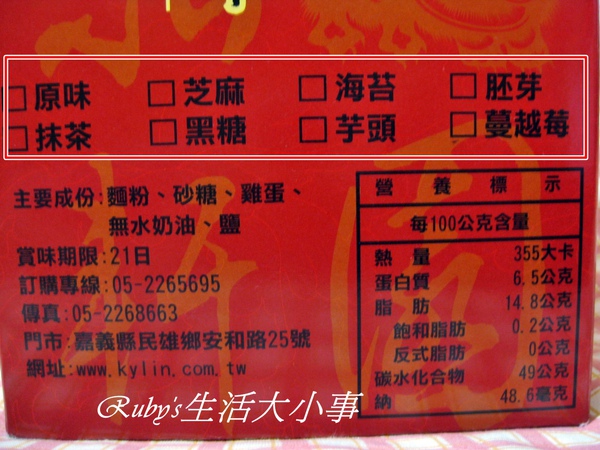 □原味 □芝麻 □海苔 □胚芽
□抹茶 □黑糖 □芋頭 □蔓越莓
主要成份:麵粉、砂糖、雞蛋、
無水奶油、鹽
賞味期限:21日
訂購專線:05-2265695
傳真:05-2268663
門市:嘉義縣民雄鄉安和路25號
網址:www.kylin.com.tw
營養標示
每100公克含量
熱量 355大卡
蛋白質 6.5公克
脂肪 14.8公克
飽和脂肪 0.2公克
反式脂肪 0公克
碳水化合物 49公克
納 48.6毫克
Ruby's生活大小事